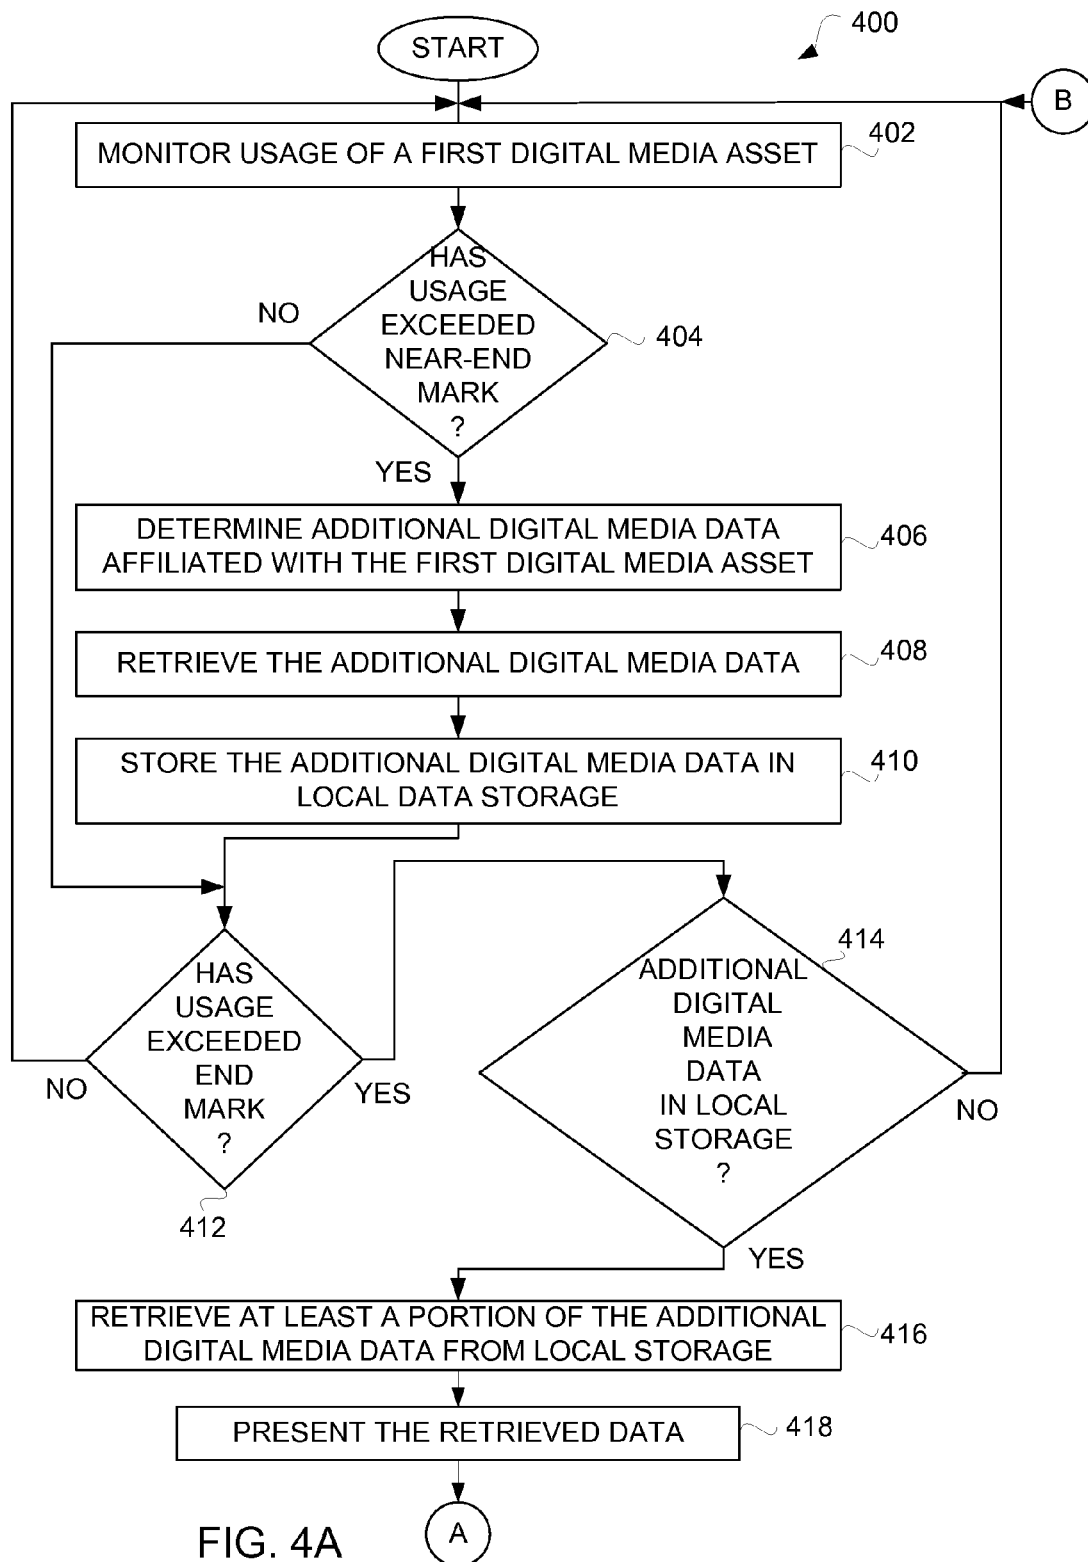 400
START
B
MONITOR USAGE OF A FIRST DIGITAL MEDIA ASSET
402
HAS
USAGE
EXCEEDED
NEAR-END
MARK
?
NO
404
YES
DETERMINE ADDITIONAL DIGITAL MEDIA DATA
AFFILIATED WITH THE FIRST DIGITAL MEDIA ASSET
406
RETRIEVE THE ADDITIONAL DIGITAL MEDIA DATA
408
STORE THE ADDITIONAL DIGITAL MEDIA DATA IN
LOCAL DATA STORAGE
410
HAS
USAGE
EXCEEDED
END
MARK
?
NO
YES
412
ADDITIONAL
DIGITAL
MEDIA
DATA
IN LOCAL
STORAGE
?
414
NO
YES
RETRIEVE AT LEAST A PORTION OF THE ADDITIONAL
DIGITAL MEDIA DATA FROM LOCAL STORAGE
416
PRESENT THE RETRIEVED DATA
418
A
FIG. 4A